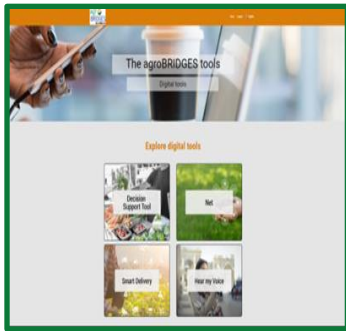 The agroBRIDGES tools
Digital tools
Explore digital tools
Decision
Support Tool
Net
Smart Delivery
Hear my Voice